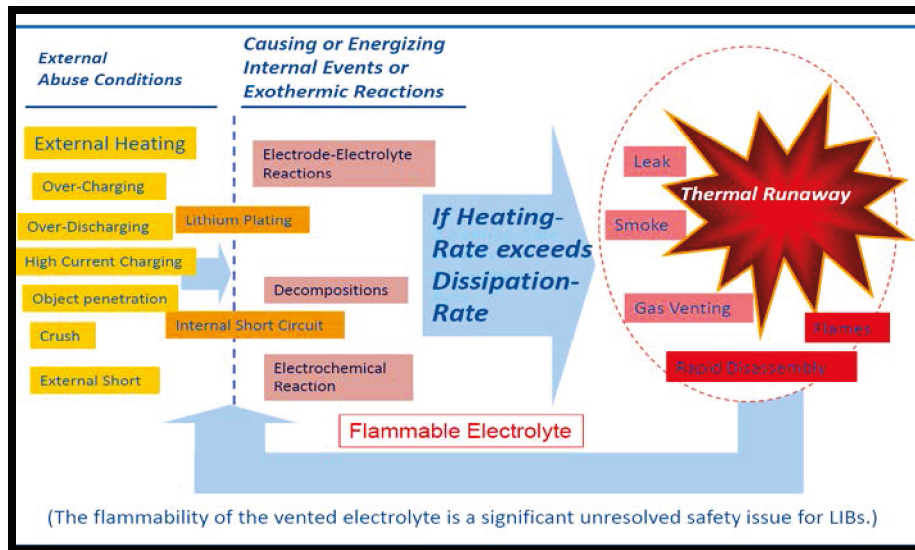 External
Abuse Conditions
Causing or Energizing
Internal Events or
Exothermic Reactions
External Heating
Over-Charging
Over-Discharging
High Current Charging
Object penetration
Crush
External Short
Lithium Plating
Internal Short Circuit
Electrode-Electrolyte
Reactions
Decompositions
Electrochemical
Reaction
If Heating-
Rate exceeds
Dissipation-
Rate
Leak
Thermal Runaway
Smoke
Gas Venting
Flames
Rapid Disassembly
Flammable Electrolyte
(The flammability of the vented electrolyte is a significant unresolved safety issue for LIBs.)